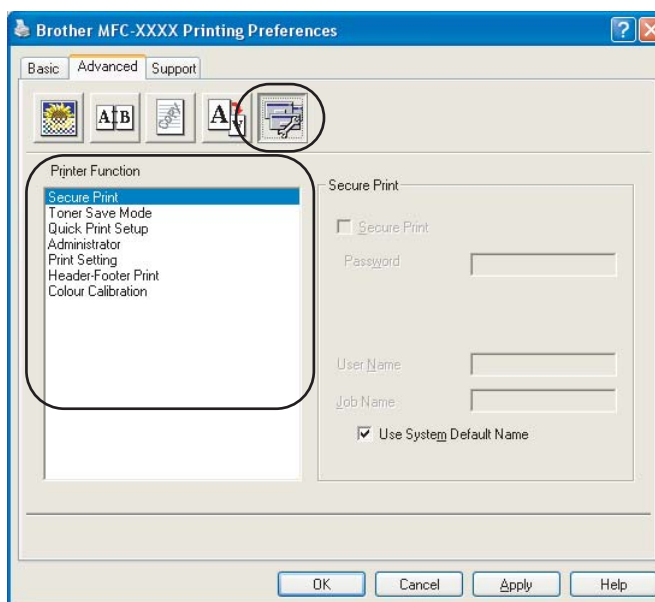 Brother MFC-XXXX Printing Preferences
Basic Advanced Support
A B
A
Printer Function
Secure Print
Toner Save Mode
Quick Print Setup
Administrator
Print Setting
Header-Footer Print
Colour Calibration
Secure Print
Secure Print
Password
User Name
Job Name
Use System Default Name
OK Cancel Apply Help